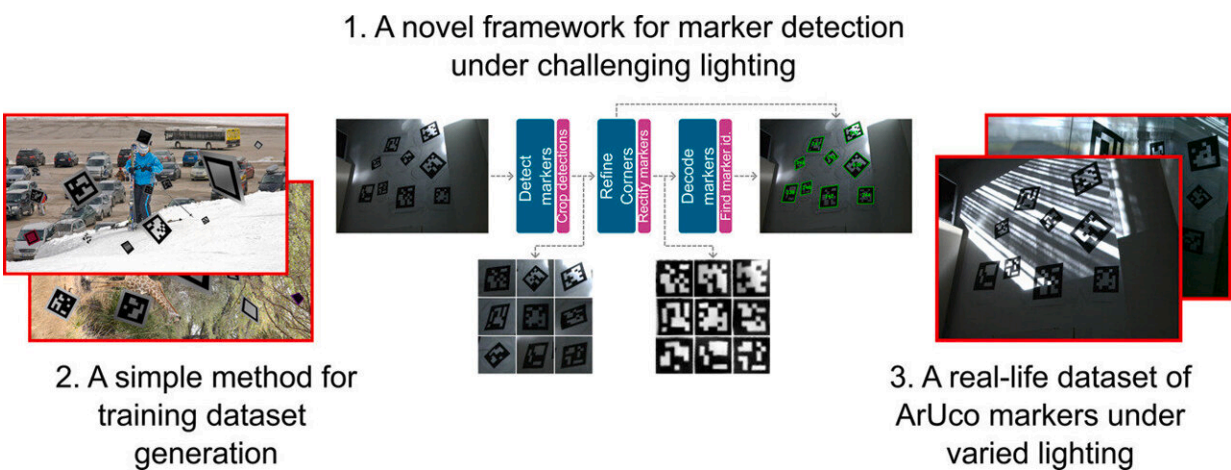 1. A novel framework for marker detection
under challenging lighting
Detect
markers
Crop detections
Refine
Corners
Rectify markers
Decode
markers
Find marker id.
2. A simple method for
training dataset
generation
3. A real-life dataset of
ArUco markers under
varied lighting